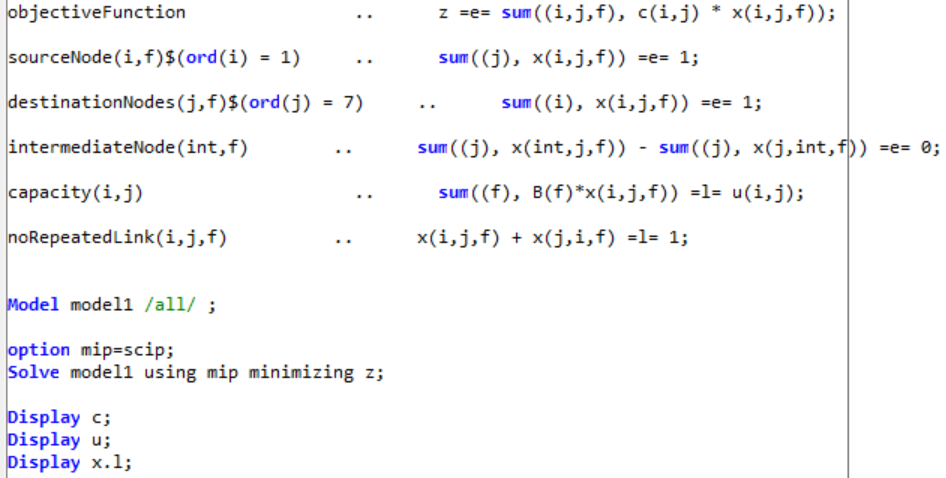 objectiveFunction .. z =e= sum((i,j,f), c(i,j) * x(i,j,f));
sourceNode(i,f)$(ord(i) = 1) .. sum((j), x(i,j,f)) =e= 1;
destinationNodes(j,f)$(ord(j) = 7) .. sum((i), x(i,j,f)) =e= 1;
intermediateNode(int,f) .. sum((j), x(int,j,f)) - sum((j), x(j,int,f)) =e= 0;
capacity(i,j) .. sum((f), B(f)*x(i,j,f)) =l= u(i,j);
noRepeatedLink(i,j,f) .. x(i,j,f) + x(j,i,f) =l= 1;
Model model1 /all/ ;
option mip=scip;
Solve model1 using mip minimizing z;
Display c;
Display u;
Display x.l;